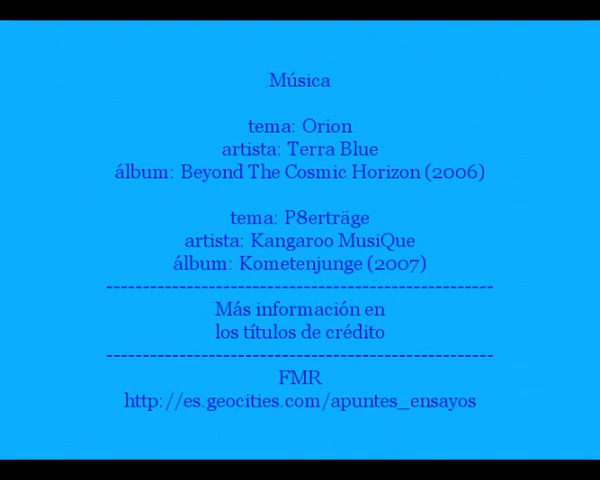 Música
tema: Orion
artista: Terra Blue
álbum: Beyond The Cosmic Horizon (2006)
tema: P8erträge
artista: Kangaroo MusiQue
álbum: Kometenjunge (2007)
-----------------------------------------------------
Más información en
los títulos de crédito
-----------------------------------------------------
FMR
http://es.geocities.com/apuntes_ensayos